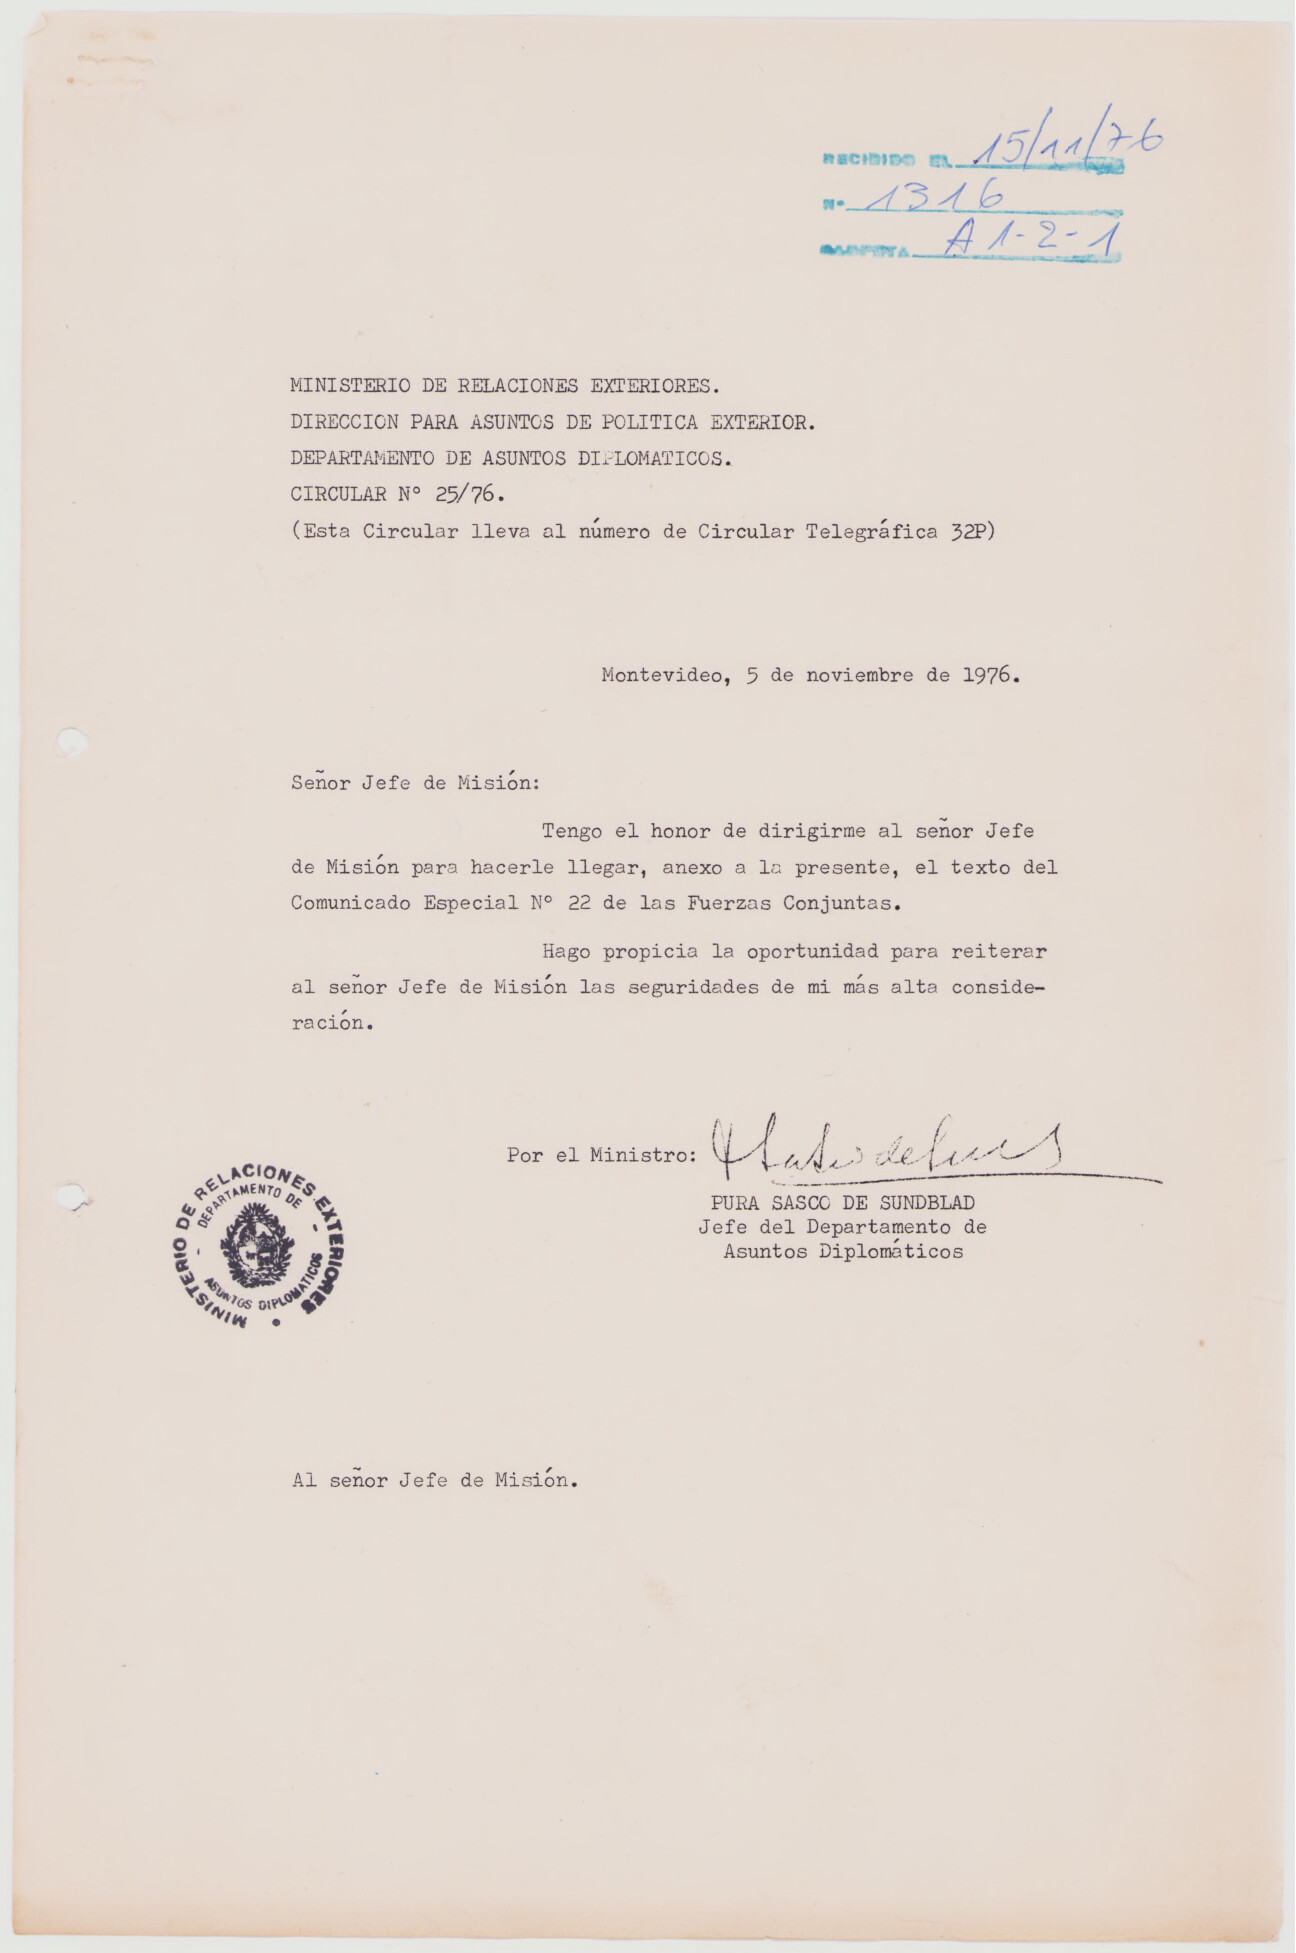 RECIBIDO EL 15/11/76
Nº 1316
CARPETA A 1-2-1
MINISTERIO DE RELACIONES EXTERIORES.
DIRECCION PARA ASUNTOS DE POLITICA EXTERIOR.
DEPARTAMENTO DE ASUNTOS DIPLOMATICOS.
CIRCULAR Nº 25/76.
(Esta Circular lleva al número de Circular Telegráfica 32P)
Montevideo, 5 de noviembre de 1976.
Señor Jefe de Misión:
Tengo el honor de dirigirme al señor Jefe
de Misión para hacerle llegar, anexo a la presente, el texto del
Comunicado Especial Nº 22 de las Fuerzas Conjuntas.
Hago propicia la oportunidad para reiterar
al señor Jefe de Misión las seguridades de mi más alta conside-
ración.
Por el Ministro:
PURA SASCO DE SUNDBLAD
Jefe del Departamento de
Asuntos Diplomáticos
MINISTERIO DE RELACIONES EXTERIORES
- DEPARTAMENTO DE -
ASUNTOS DIPLOMATICOS
Al señor Jefe de Misión.